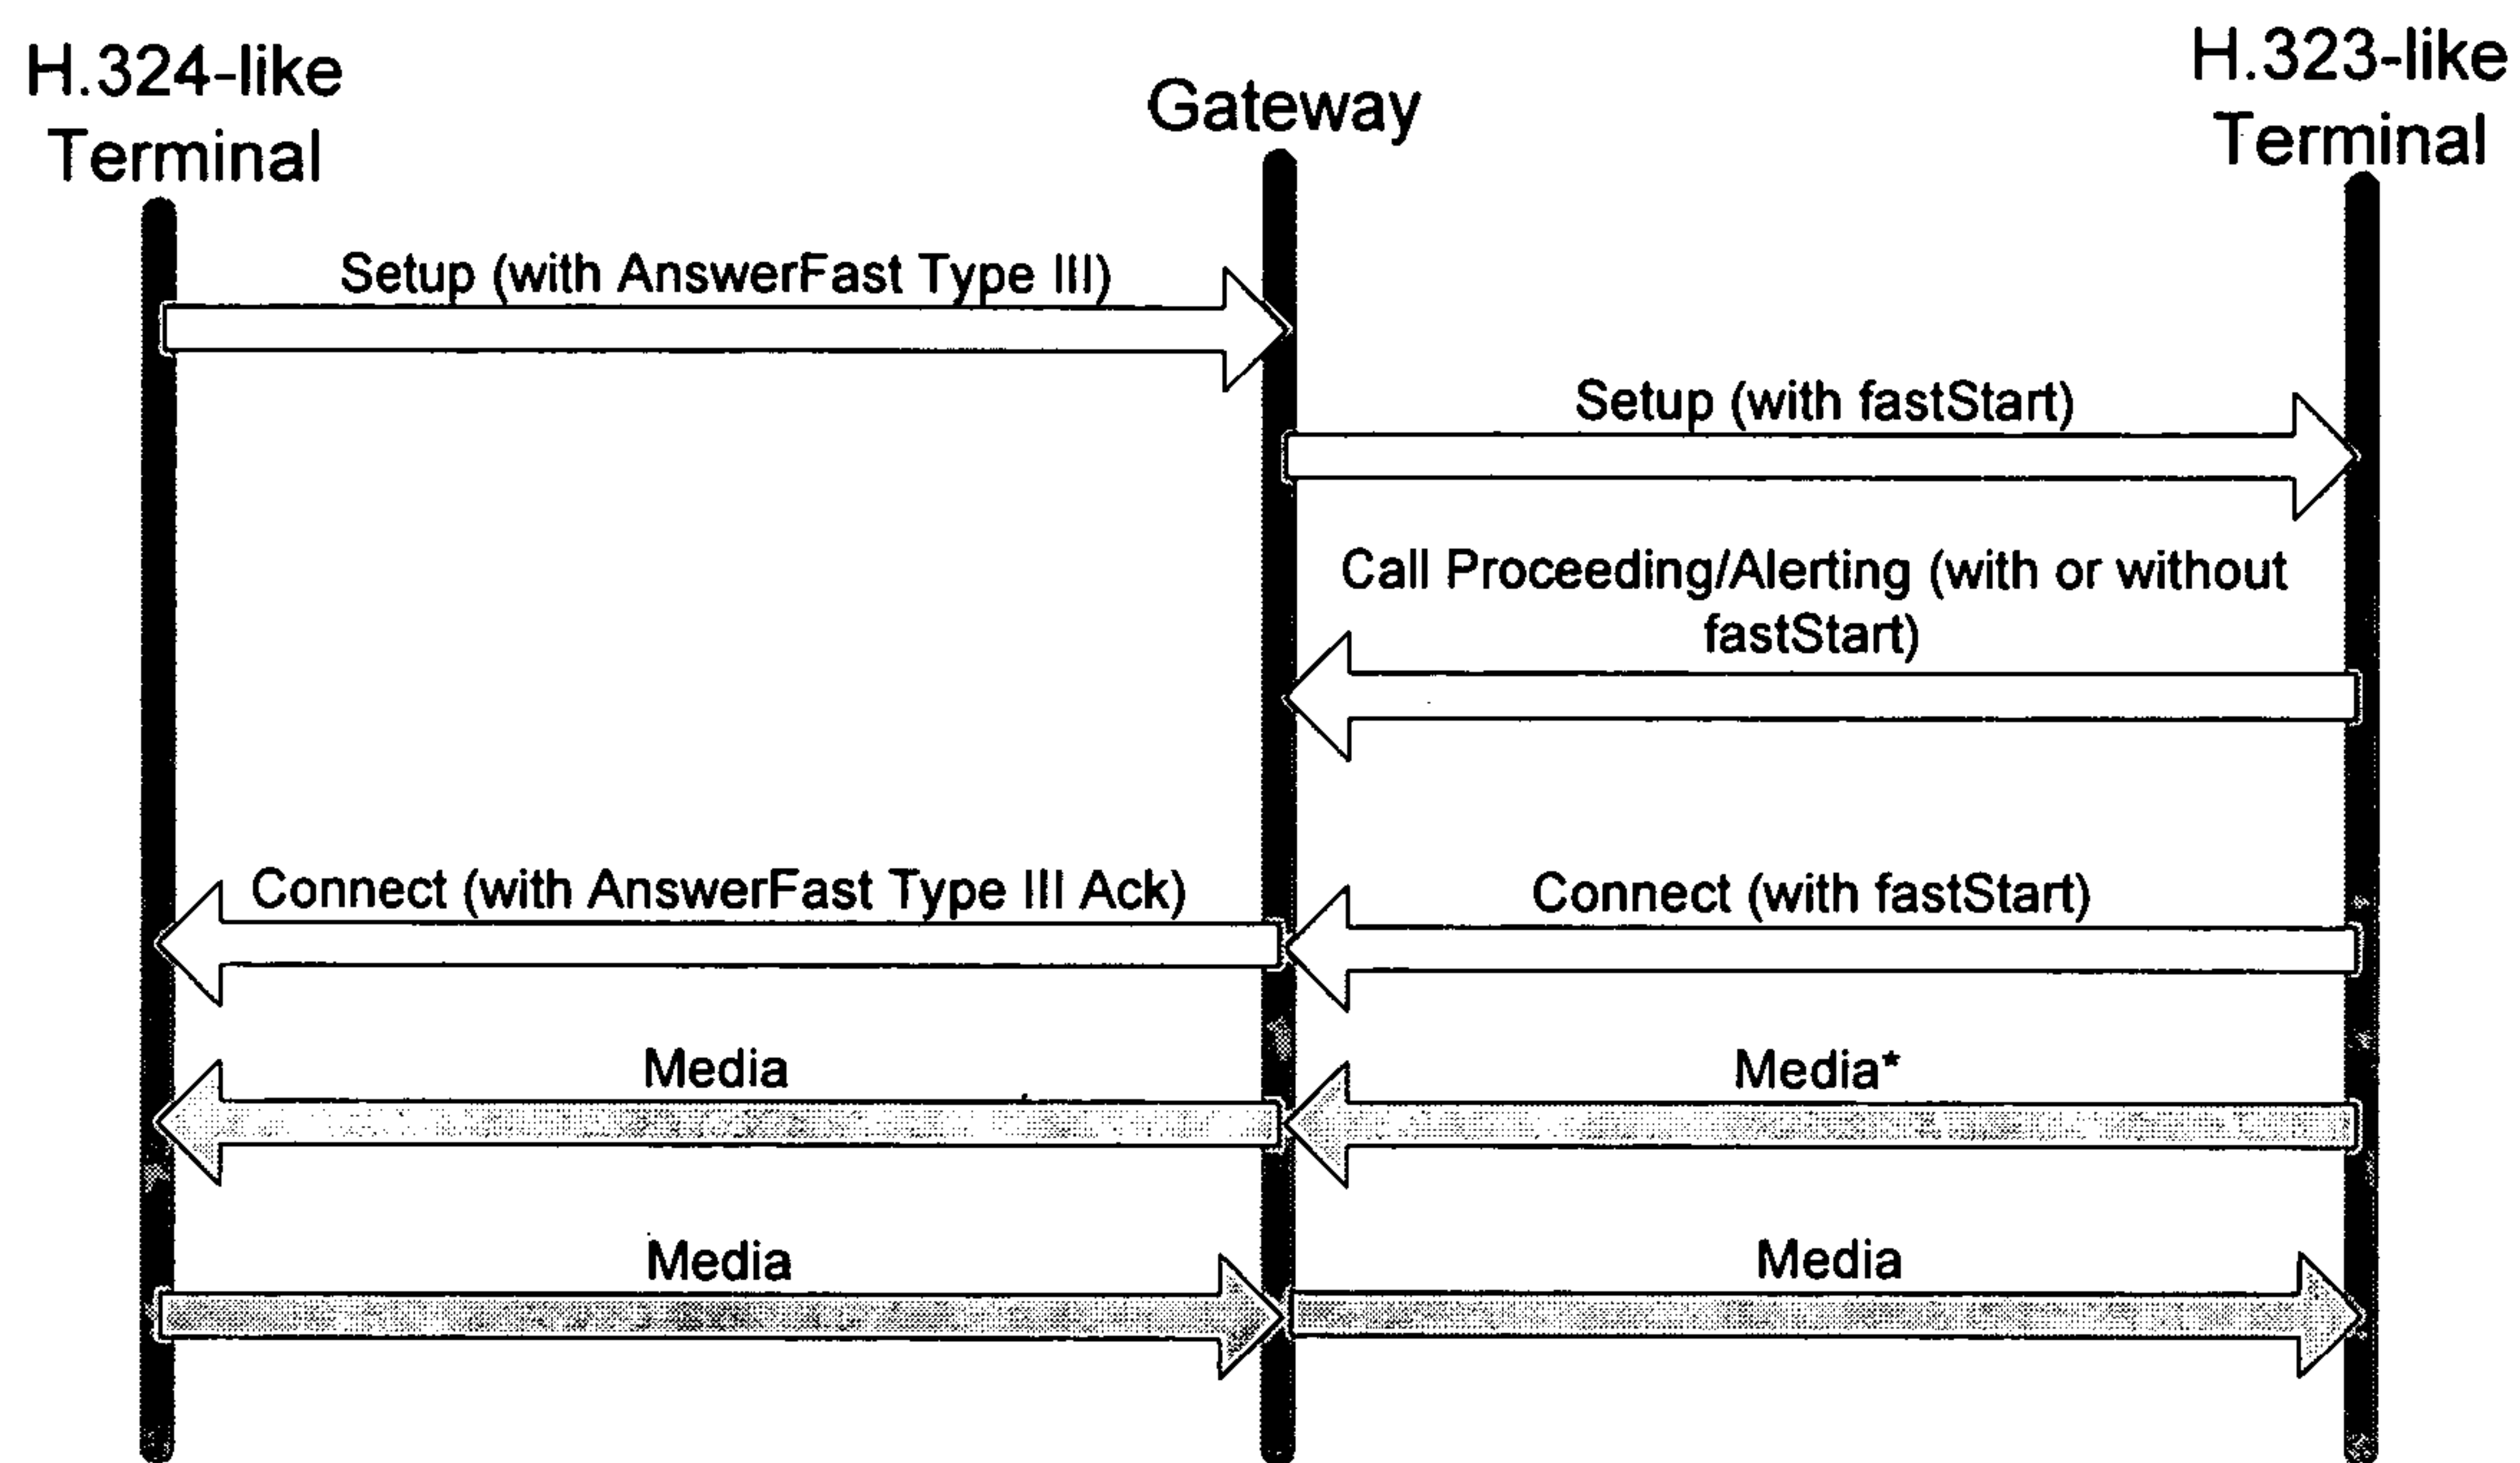 H.324-like
Terminal
Gateway
H.323-like
Terminal
Setup (with AnswerFast Type III)
Setup (with fastStart)
Call Proceeding/Alerting (with or without
fastStart)
Connect (with AnswerFast Type III Ack)
Connect (with fastStart)
Media
Media*
Media
Media